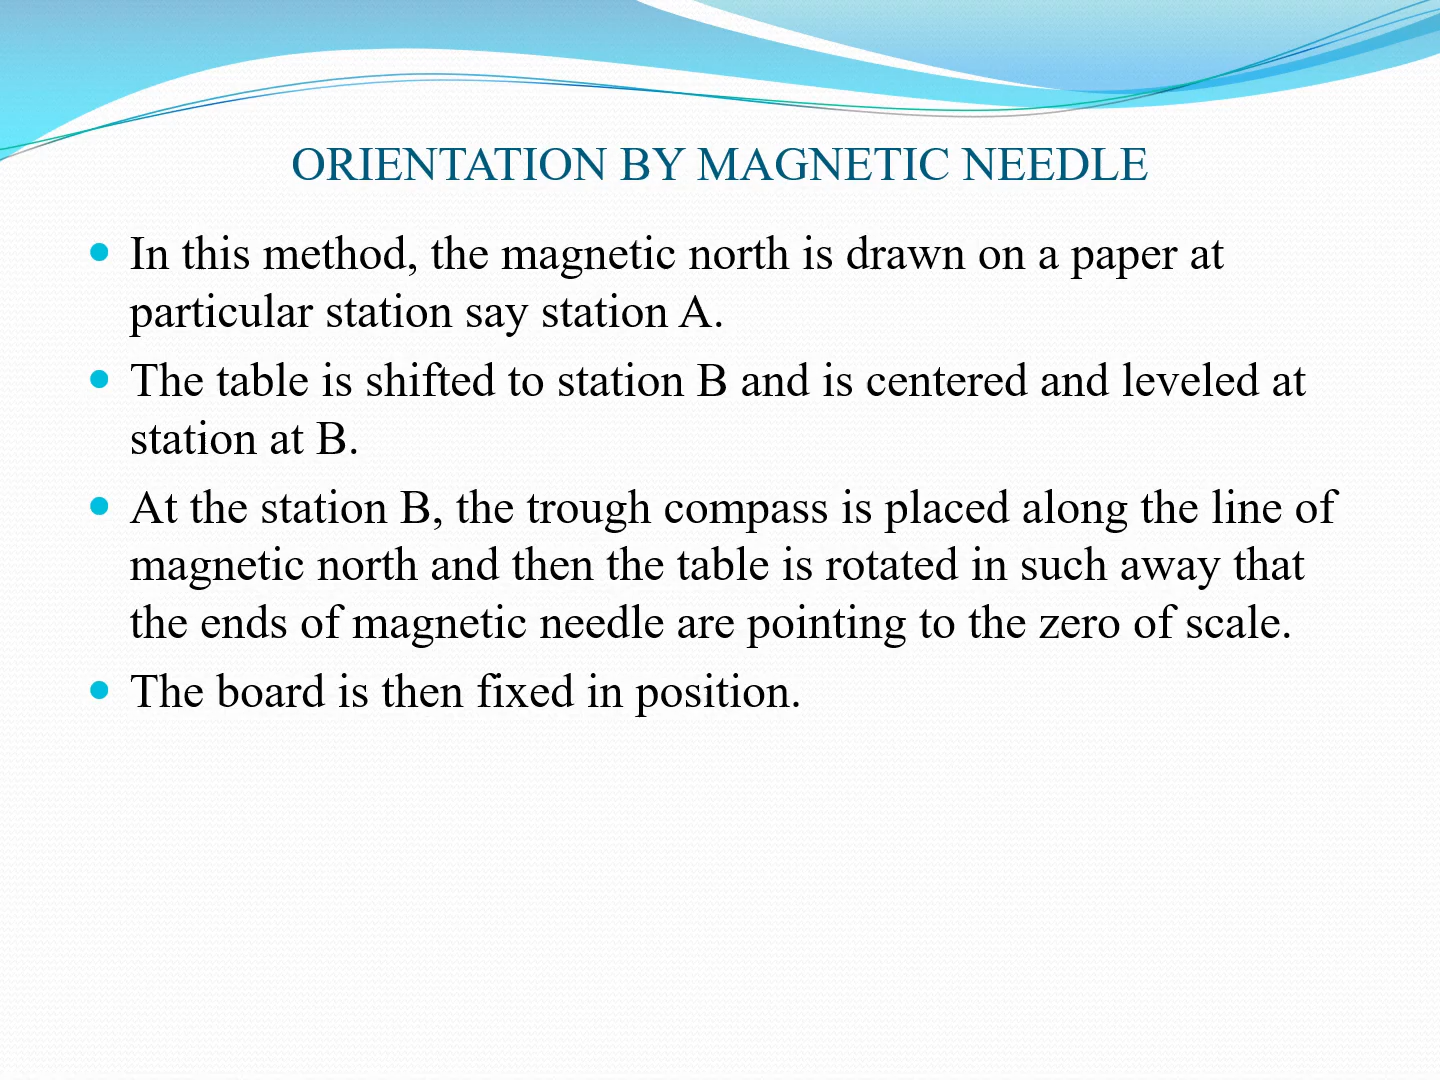 ORIENTATION BY MAGNETIC NEEDLE
• In this method, the magnetic north is drawn on a paper at
particular station say station A.
• The table is shifted to station B and is centered and leveled at
station at B.
• At the station B, the trough compass is placed along the line of
magnetic north and then the table is rotated in such away that
the ends of magnetic needle are pointing to the zero of scale.
• The board is then fixed in position.